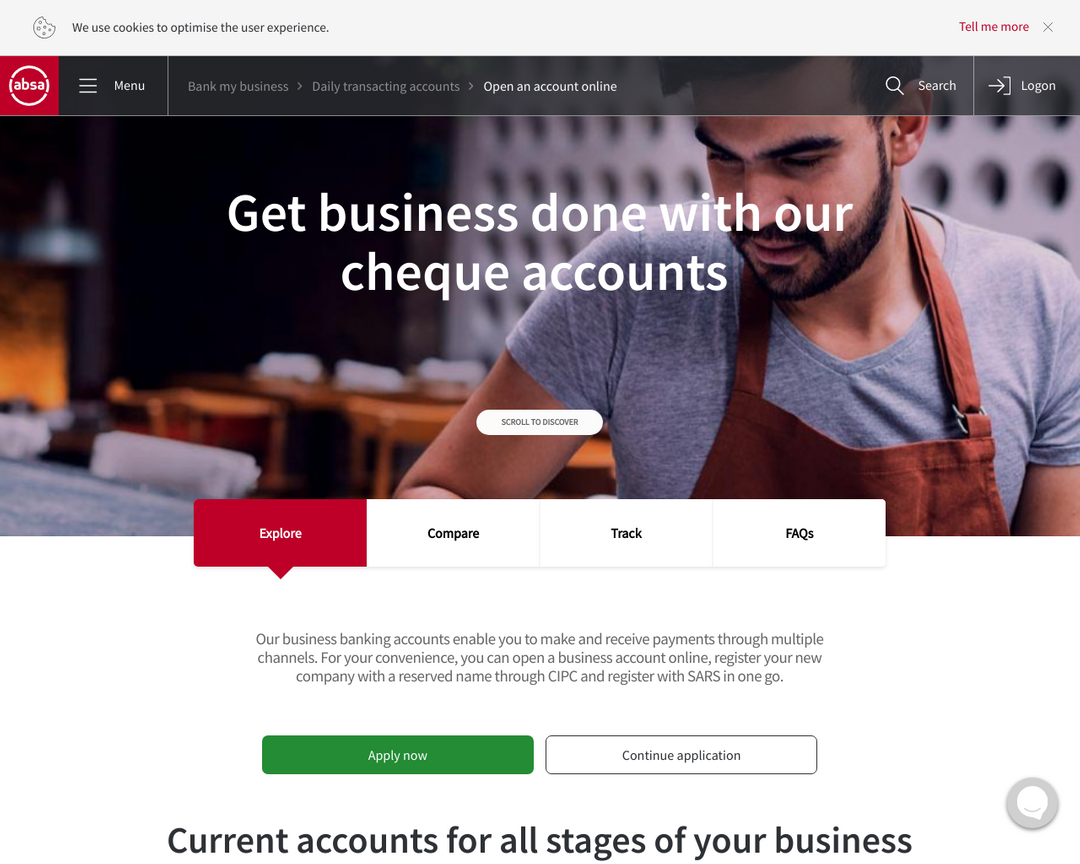 We use cookies to optimise the user experience.
Tell me more
absa
Menu
Bank my business
Daily transacting accounts
Open an account online
Search
Logon
Get business done with our
cheque accounts
SCROLL TO DISCOVER
Explore
Compare
Track
FAQs
Our business banking accounts enable you to make and receive payments through multiple
channels. For your convenience, you can open a business account online, register your new
company with a reserved name through CIPC and register with SARS in one go.
Apply now
Continue application
Current accounts for all stages of your business